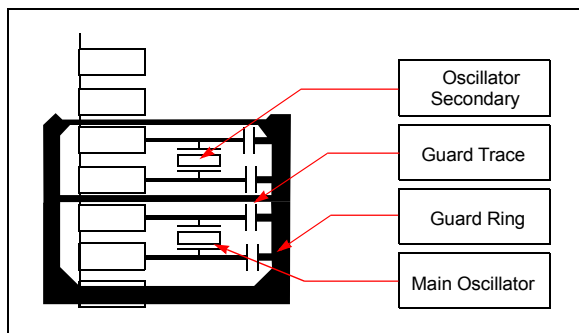 Oscillator
Secondary
Guard Trace
Guard Ring
Main Oscillator